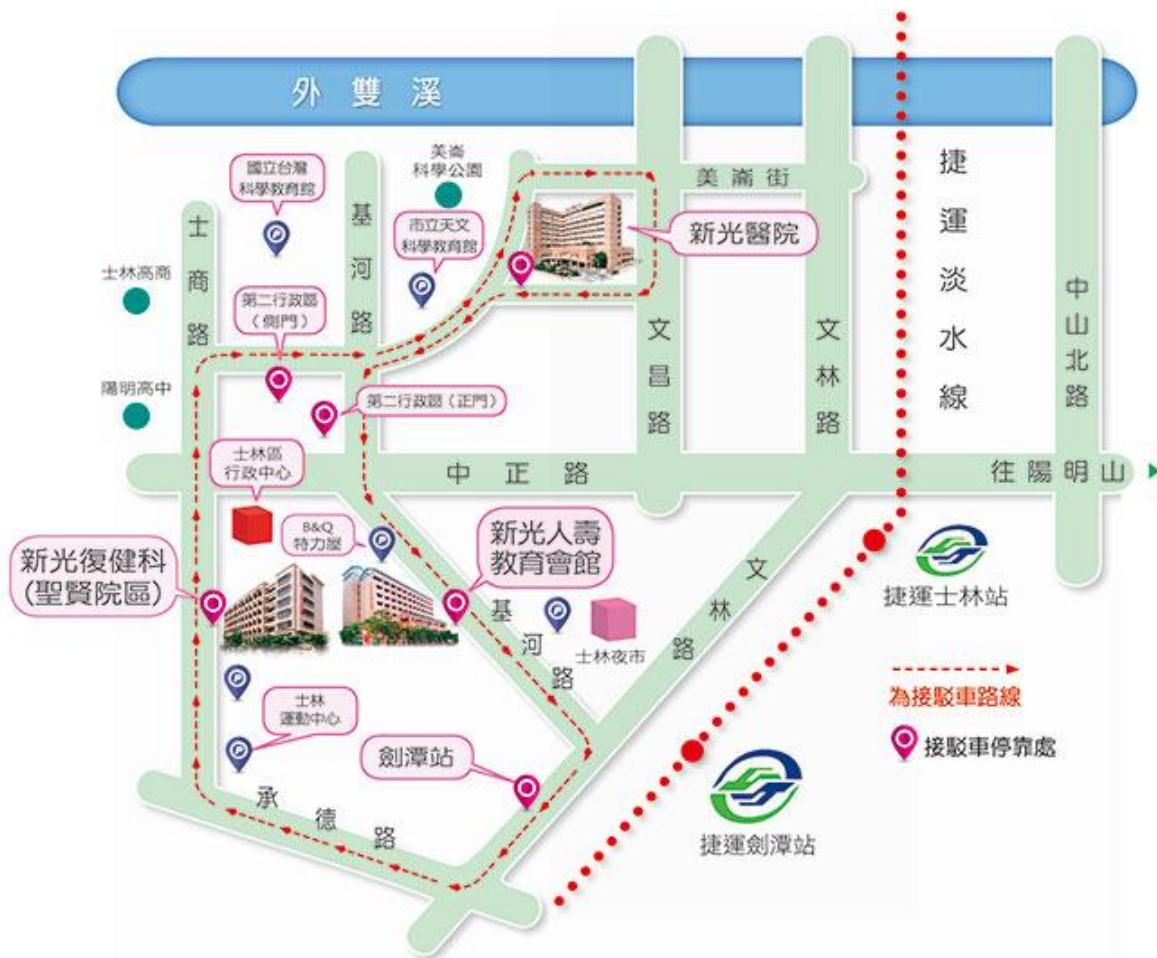 外雙溪
國立台灣
科學教育館
美崙
科學公園
市立天文
科學教育館
美崙街
新光醫院
士商路
基河路
士林高商
第二行政區
(側門)
陽明高中
第二行政區(正門)
文昌路
文林路
捷運淡水線
中山北路
士林區
行政中心
中正路
往陽明山
B&Q
特力屋
新光人壽
教育會館
新光復健科
(聖賢院區)
基河路
士林夜市
文林路
捷運士林站
為接駁車路線
接駁車停靠處
士林
運動中心
劍潭站
承德路
捷運劍潭站